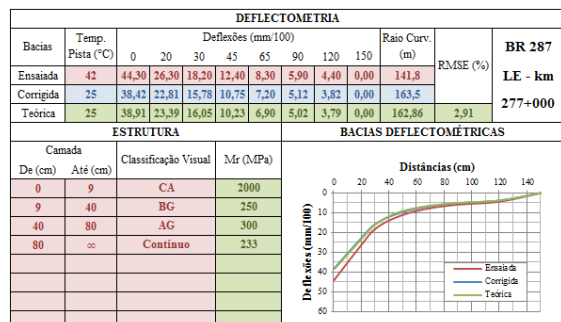 DEFLECTOMETRIA
Bacias Temp. Pista (°C) Deflexões (mm/100) Raio Curv. (m) RMSE (%) BR 287 LE - km 277+000
0 20 30 45 65 90 120 150
Ensaiada 42 44,30 26,30 18,20 12,40 8,30 5,90 4,40 0,00 141,8
Corrigida 25 38,42 22,81 15,78 10,75 7,20 5,12 3,82 0,00 163,5
Teórica 25 38,91 23,39 16,05 10,23 6,90 5,02 3,79 0,00 162,86 2,91
ESTRUTURA BACIAS DEFLECTOMÉTRICAS
Camada Classificação Visual Mr (MPa)
De (cm) Até (cm)
0 9 CA 2000
9 40 BG 250
40 80 AG 300
80 ∞ Contínuo 233
Distâncias (cm)
0 20 40 60 80 100 120 140
Deflexões (mm/100)
0
10
20
30
40
50
60
Ensaiada
Corrigida
Teórica